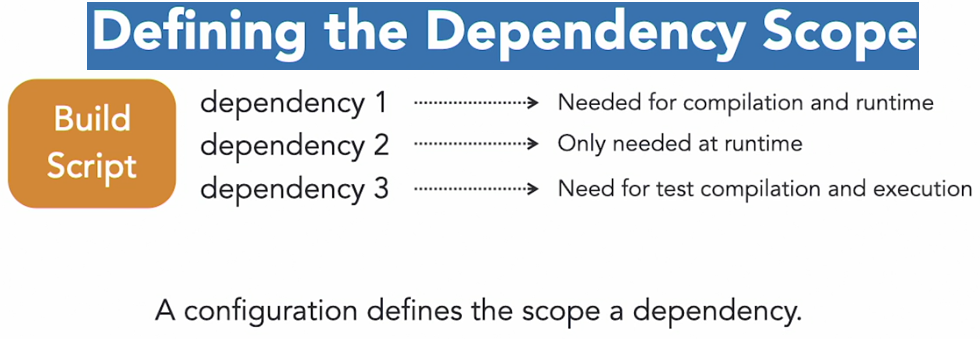 Defining the Dependency Scope
Build
Script
dependency 1 Needed for compilation and runtime
dependency 2 Only needed at runtime
dependency 3 Need for test compilation and execution
A configuration defines the scope a dependency.